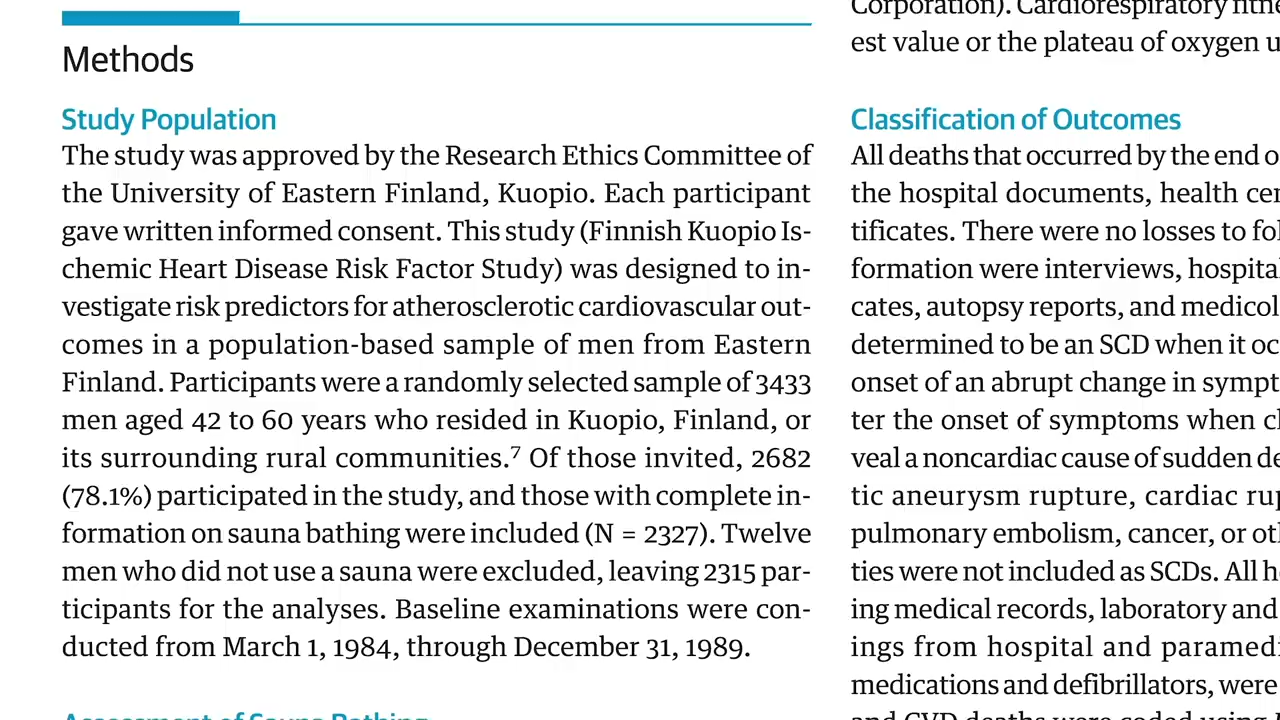 Methods
Study Population
The study was approved by the Research Ethics Committee of
the University of Eastern Finland, Kuopio. Each participant
gave written informed consent. This study (Finnish Kuopio Is-
chemic Heart Disease Risk Factor Study) was designed to in-
vestigate risk predictors for atherosclerotic cardiovascular out-
comes in a population-based sample of men from Eastern
Finland. Participants were a randomly selected sample of 3433
men aged 42 to 60 years who resided in Kuopio, Finland, or
its surrounding rural communities.⁷ Of those invited, 2682
(78.1%) participated in the study, and those with complete in-
formation on sauna bathing were included (N = 2327). Twelve
men who did not use a sauna were excluded, leaving 2315 par-
ticipants for the analyses. Baseline examinations were con-
ducted from March 1, 1984, through December 31, 1989.
Assessment of Sauna Bathing
Corporation). Cardiorespiratory
est value or the plateau of oxygen
Classification of Outcomes
All deaths that occurred by the end
the hospital documents, health
tificates. There were no losses to
formation were interviews, hospital
cates, autopsy reports, and
determined to be an SCD when it
onset of an abrupt change in
ter the onset of symptoms when
veal a noncardiac cause of sudden
tic aneurysm rupture, cardiac
pulmonary embolism, cancer, or
ties were not included as SCDs. All
ing medical records, laboratory and
ings from hospital and
medications and defibrillators, were
and CVD deaths were coded using